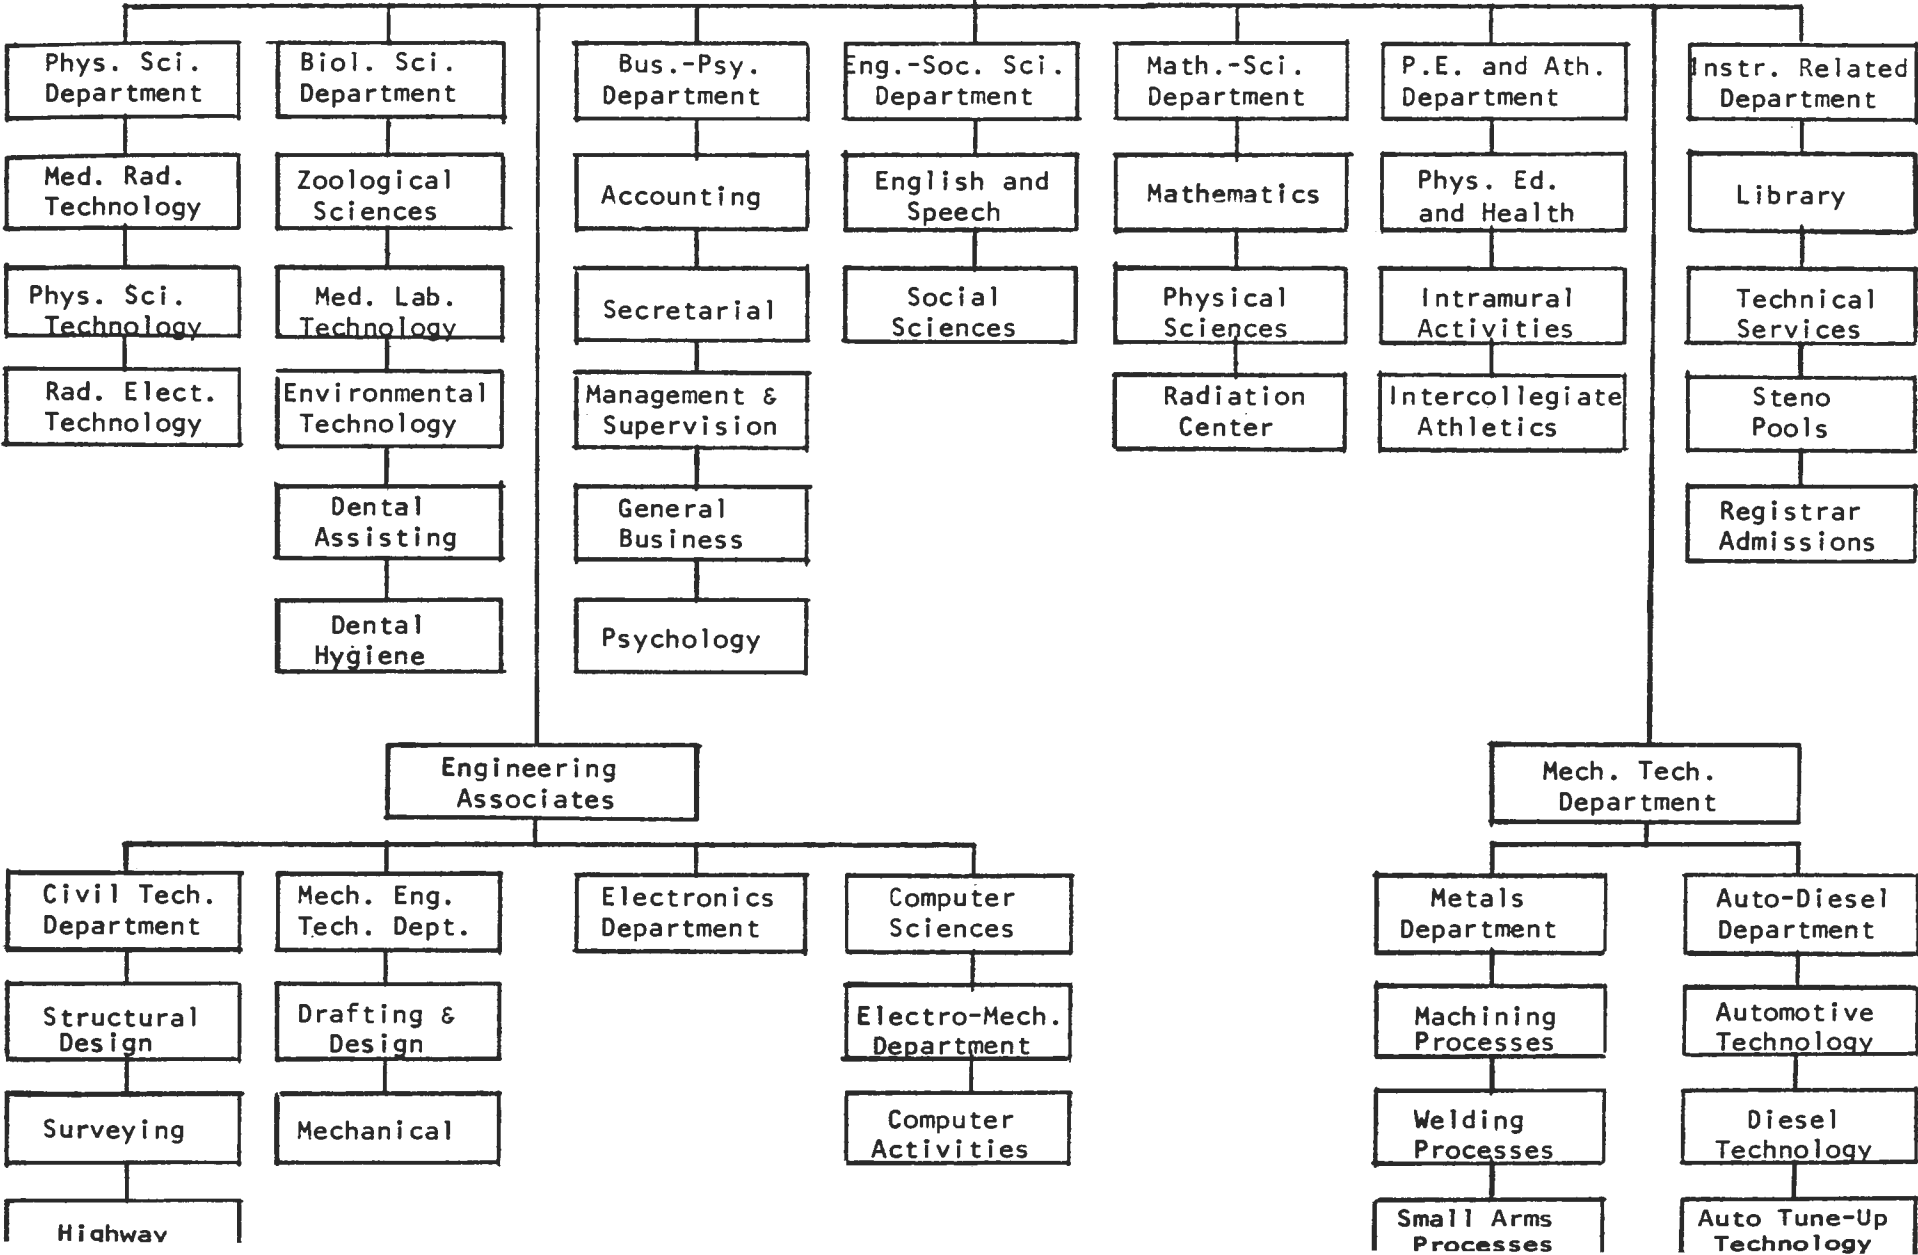 Phys. Sci.
Department
Med. Rad.
Technology
Phys. Sci.
Technology
Rad. Elect.
Technology
Biol. Sci.
Department
Zoological
Sciences
Med. Lab.
Technology
Environmental
Technology
Dental
Assisting
Dental
Hygiene
Bus.-Psy.
Department
Accounting
Secretarial
Management &
Supervision
General
Business
Psychology
Eng.-Soc. Sci.
Department
English and
Speech
Social
Sciences
Math.-Sci.
Department
Mathematics
Physical
Sciences
Radiation
Center
P.E. and Ath.
Department
Phys. Ed.
and Health
Intramural
Activities
Intercollegiate
Athletics
Instr. Related
Department
Library
Technical
Services
Steno
Pools
Registrar
Admissions
Engineering
Associates
Civil Tech.
Department
Structural
Design
Surveying
Highway
Mech. Eng.
Tech. Dept.
Drafting &
Design
Mechanical
Electronics
Department
Computer
Sciences
Electro-Mech.
Department
Computer
Activities
Mech. Tech.
Department
Metals
Department
Machining
Processes
Welding
Processes
Small Arms
Processes
Auto-Diesel
Department
Automotive
Technology
Diesel
Technology
Auto Tune-Up
Technology